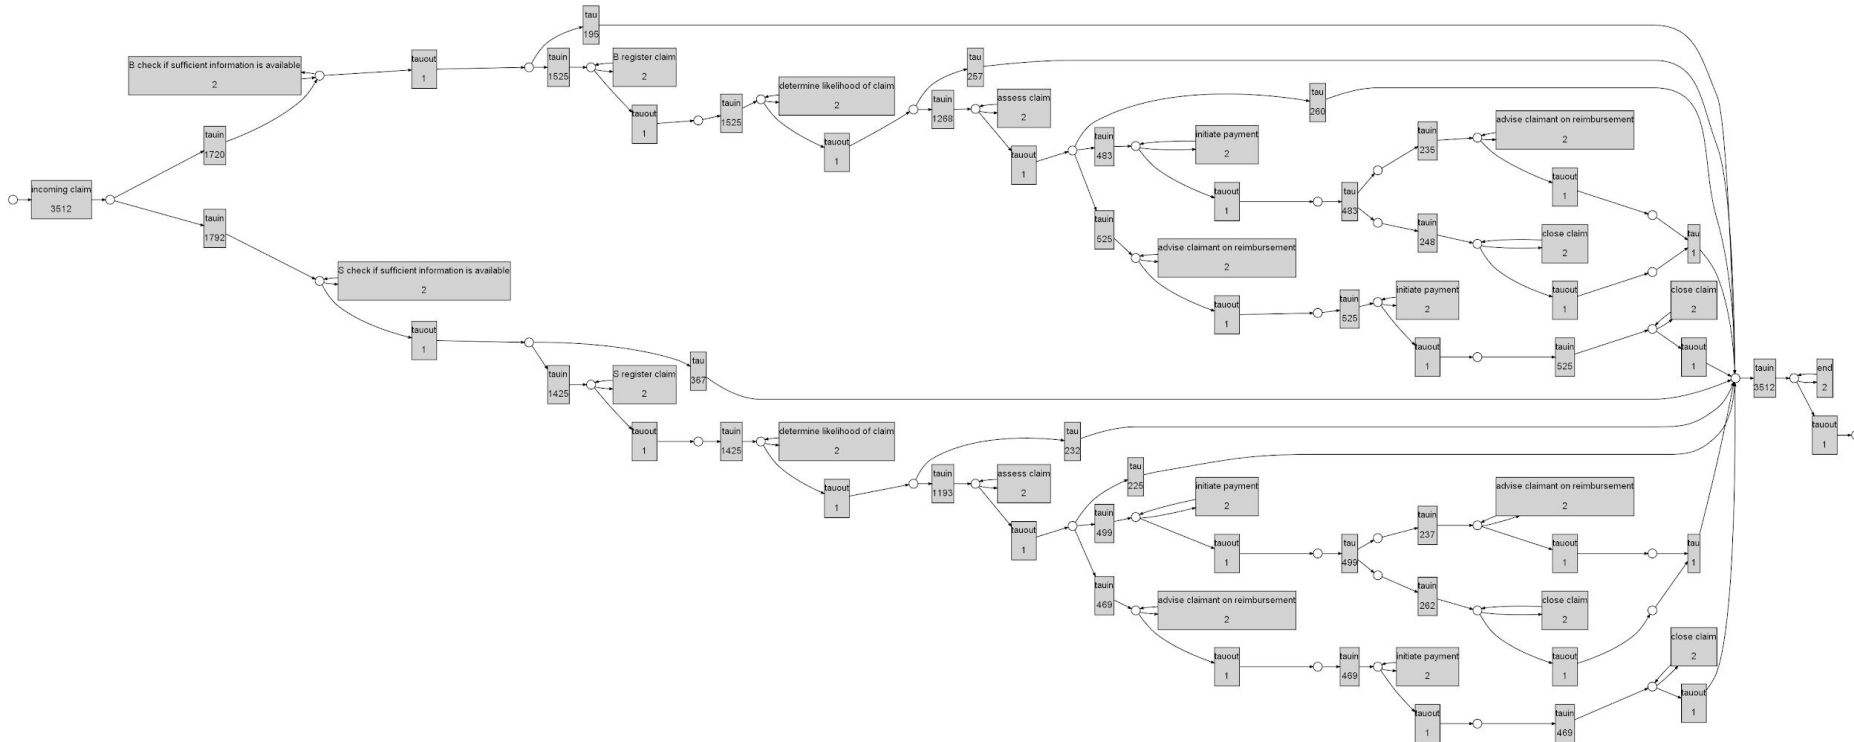 tau
195
B check if sufficient information is available
2
tauout
1
tauin
1525
B register claim
2
tau
257
determine likelihood of claim
2
tauout
1
tauin
1525
tauin
1268
assess claim
2
tau
260
tauin
1720
tauout
1
tauout
1
tauin
483
initiate payment
2
tauin
235
advise claimant on reimbursement
2
incoming claim
3512
tauout
1
tau
483
tauout
1
tauin
1792
tauin
525
advise claimant on reimbursement
2
tauin
248
close claim
2
tau
1
S check if sufficient information is available
2
tauout
1
tauin
525
initiate payment
2
tauout
1
close claim
2
tauout
1
tauout
1
tauin
525
tauout
1
tau
367
tauin
1425
S register claim
2
tauin
3512
end
2
tauout
1
tauout
1
tauin
1425
determine likelihood of claim
2
tau
232
tauout
1
tauin
1193
assess claim
2
tau
225
initiate payment
2
advise claimant on reimbursement
2
tauout
1
tauin
499
tauin
237
tauout
1
tau
499
tauout
1
tau
1
tauin
469
advise claimant on reimbursement
2
tauin
262
close claim
2
tauout
1
tauin
469
initiate payment
2
tauout
1
close claim
2
tauout
1
tauin
469
tauout
1